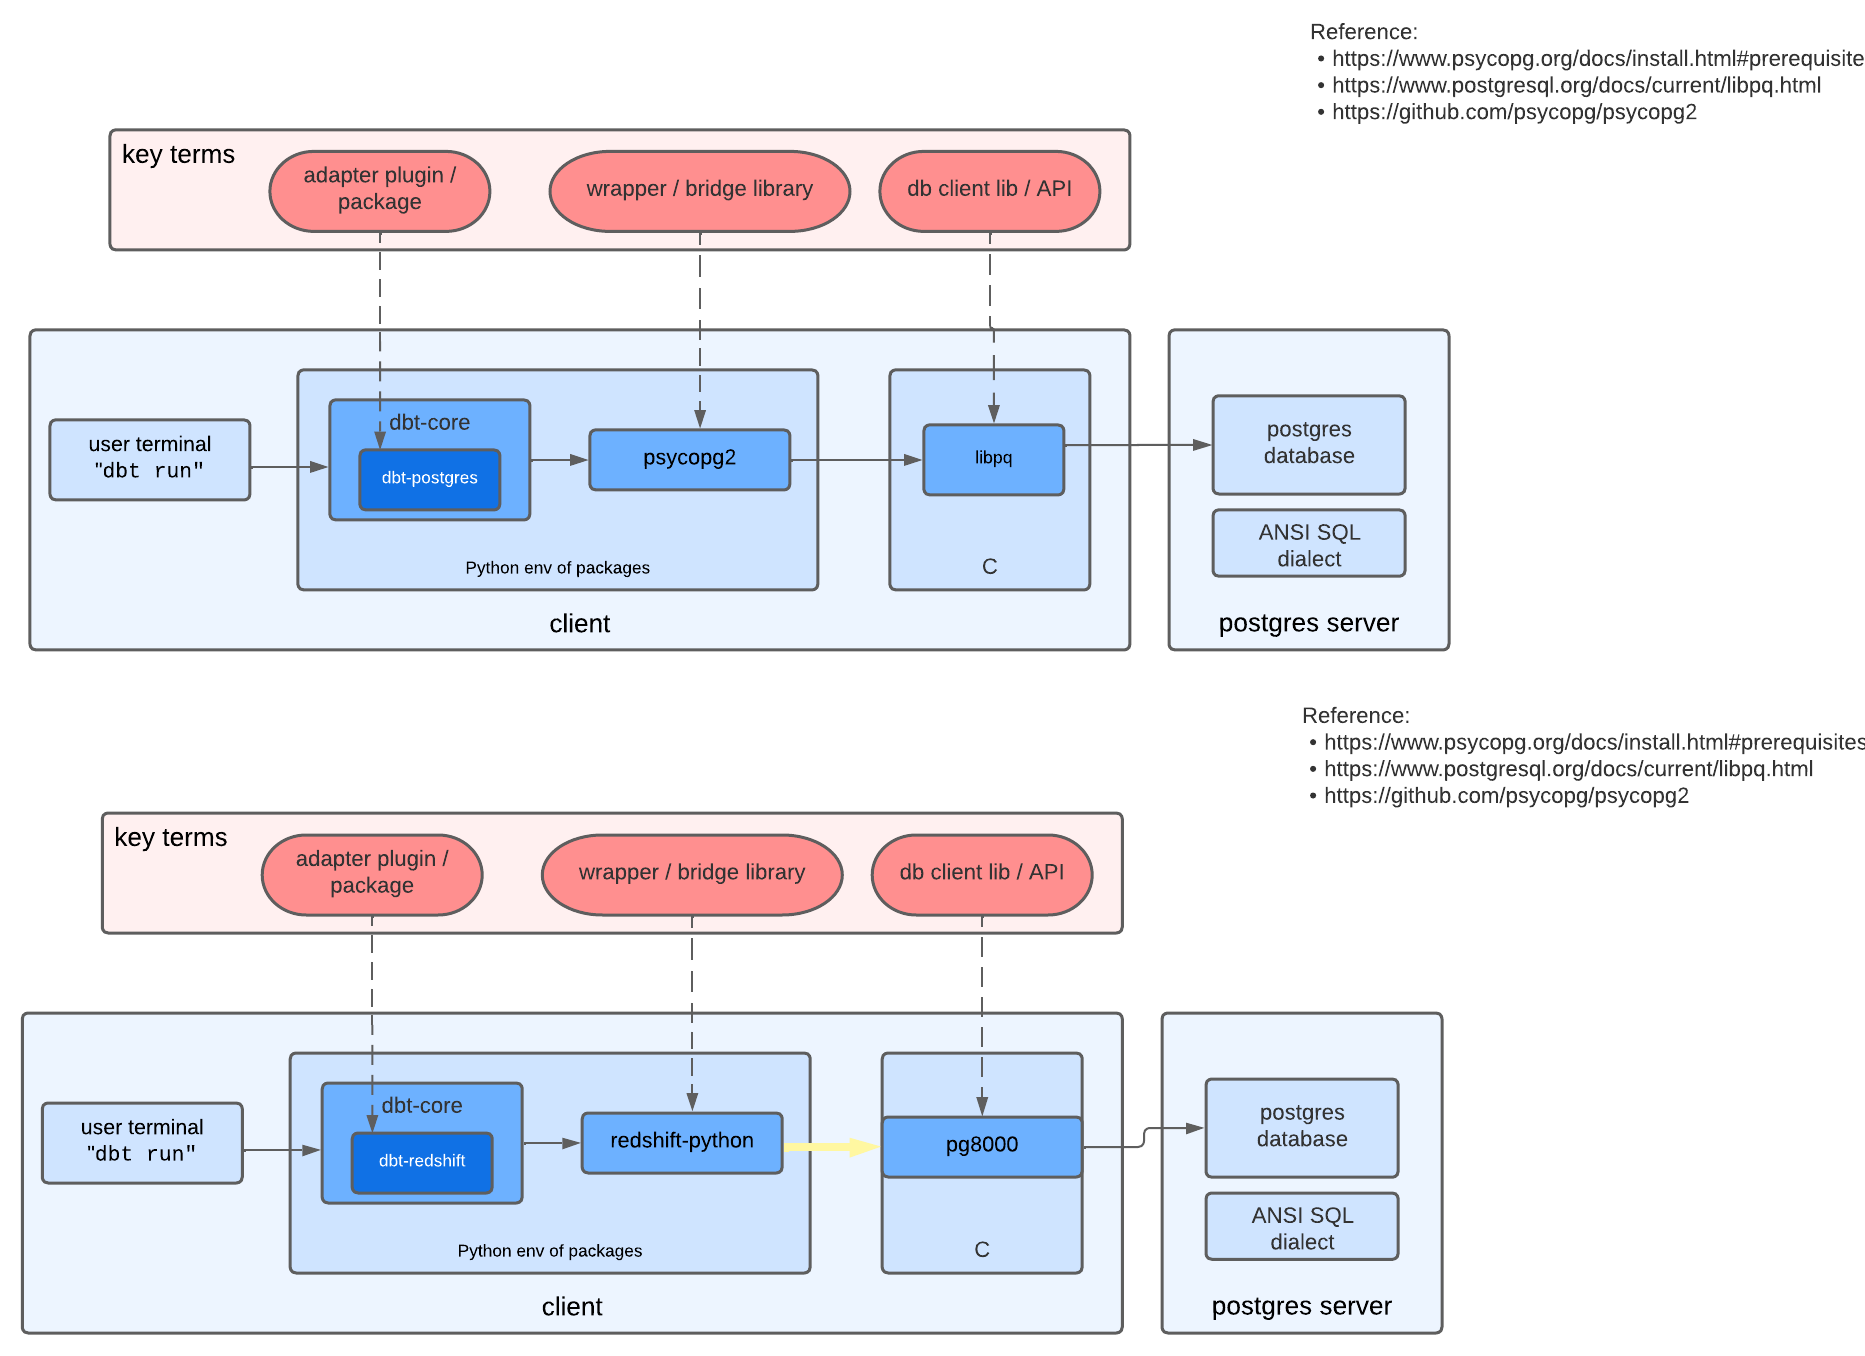 Reference:
• https://www.psycopg.org/docs/install.html#prerequisite
• https://www.postgresql.org/docs/current/libpq.html
• https://github.com/psycopg/psycopg2
key terms
adapter plugin /
package
wrapper / bridge library
db client lib / API
user terminal
"dbt run"
dbt-core
dbt-postgres
psycopg2
Python env of packages
libpq
C
client
postgres
database
ANSI SQL
dialect
postgres server
Reference:
• https://www.psycopg.org/docs/install.html#prerequisites
• https://www.postgresql.org/docs/current/libpq.html
• https://github.com/psycopg/psycopg2
key terms
adapter plugin /
package
wrapper / bridge library
db client lib / API
user terminal
"dbt run"
dbt-core
dbt-redshift
redshift-python
Python env of packages
pg8000
C
client
postgres
database
ANSI SQL
dialect
postgres server